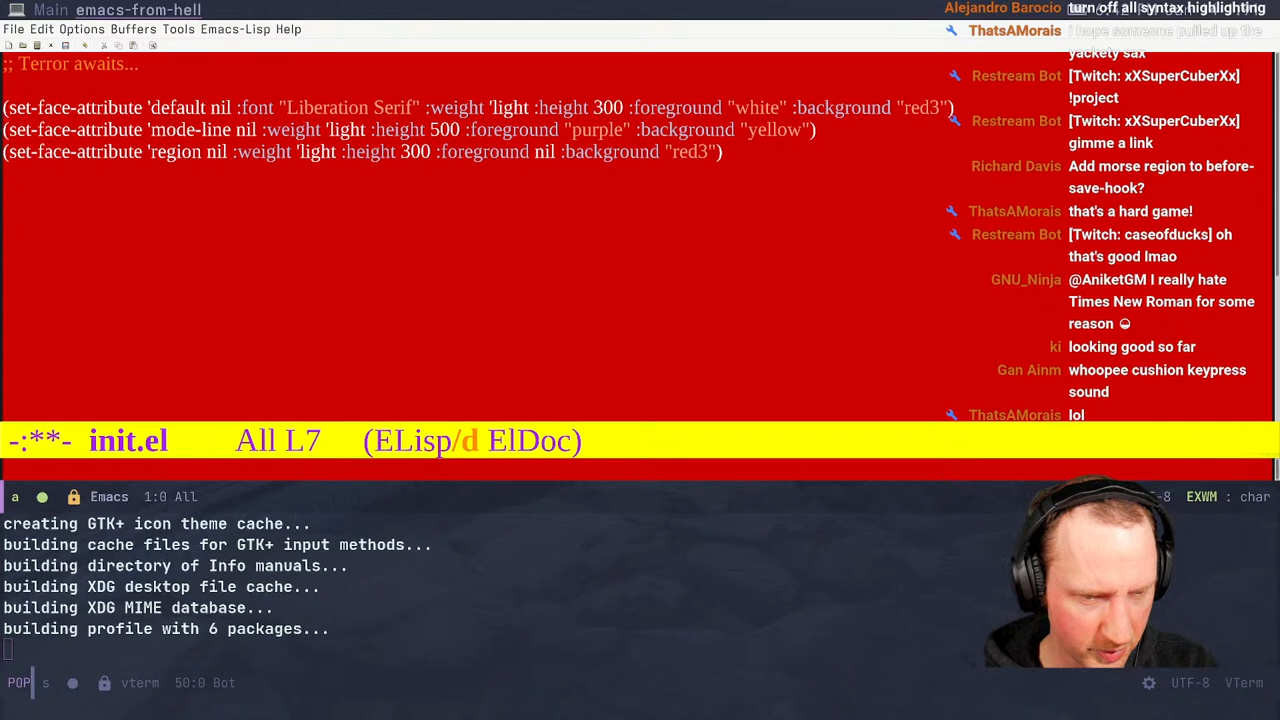 Main emacs-from-hell
File Edit Options Buffers Tools Emacs-Lisp Help
;; Terror awaits...
(set-face-attribute 'default nil :font "Liberation Serif" :weight 'light :height 300 :foreground "white" :background "red3")
(set-face-attribute 'mode-line nil :weight 'light :height 500 :foreground "purple" :background "yellow")
(set-face-attribute 'region nil :weight 'light :height 300 :foreground nil :background "red3")
-:**- init.el All L7 (ELisp/d ElDoc)
Alejandro Barocio turn off all syntax highlighting
ThatsAMorais i hope someone pulled up the
yackety sax
Restream Bot [Twitch: xXSuperCuberXx]
!project
Restream Bot [Twitch: xXSuperCuberXx]
gimme a link
Richard Davis Add morse region to before-
save-hook?
ThatsAMorais that's a hard game!
Restream Bot [Twitch: caseofducks] oh
that's good lmao
GNU_Ninja @AniketGM I really hate
Times New Roman for some
reason
ki looking good so far
Gan Ainm whoopee cushion keypress
sound
ThatsAMorais lol
a Emacs 1:0 All EXWM : char
creating GTK+ icon theme cache...
building cache files for GTK+ input methods...
building directory of Info manuals...
building XDG desktop file cache...
building XDG MIME database...
building profile with 6 packages...
POP s vterm 50:0 Bot UTF-8 VTerm